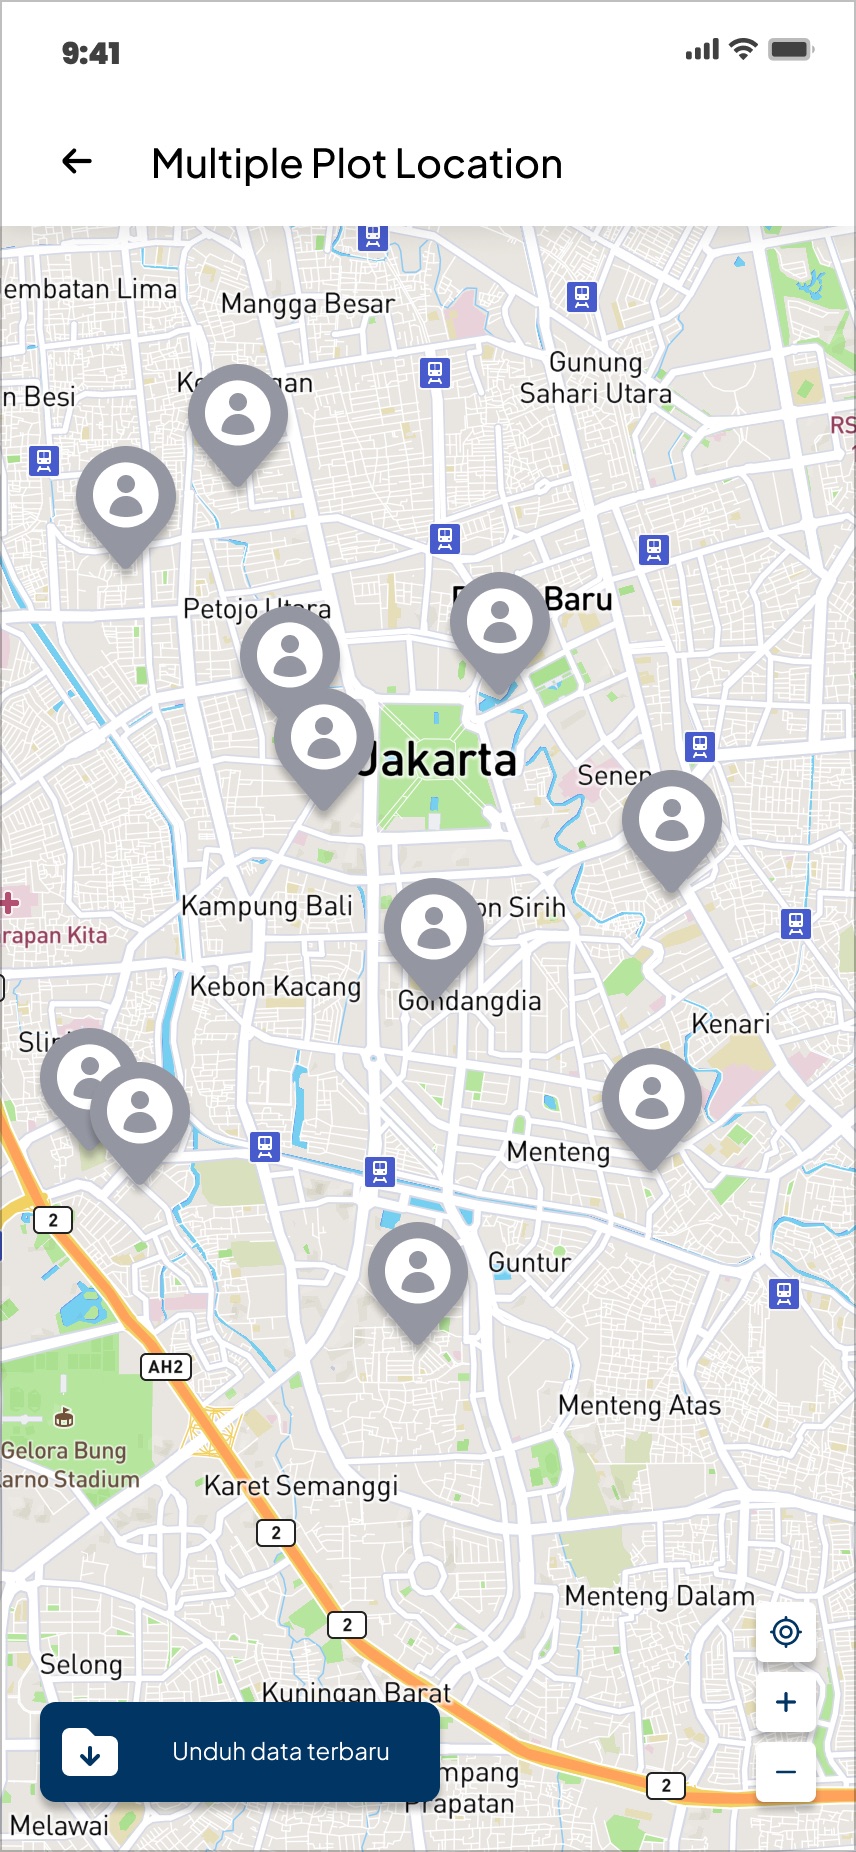 9:41
Multiple Plot Location
embatan Lima
Mangga Besar
Gunung
Sahari Utara
n Besi
RS
Petojo Utara
Baru
Jakarta
Senen
Kampung Bali
on Sirih
rapan Kita
Kebon Kacang
Gondangdia
Kenari
Slip
Menteng
2
Guntur
AH2
Menteng Atas
Gelora Bung
arno Stadium
Karet Semanggi
2
Menteng Dalam
2
Selong
Kuningan Barat
Unduh data terbaru
mpang
Prapatan
2
Melawai